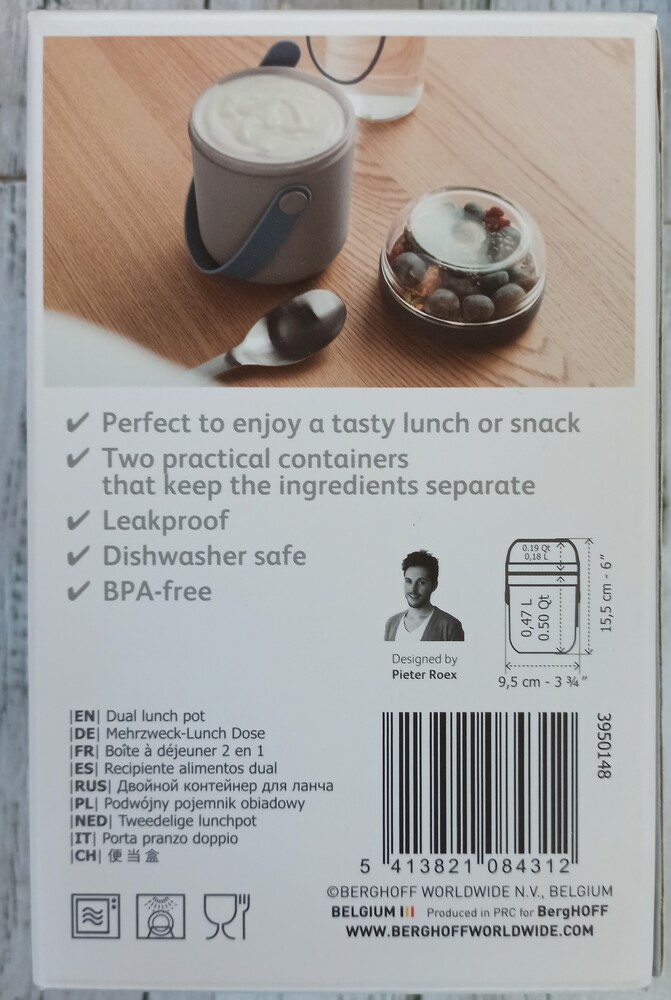 ✔ Perfect to enjoy a tasty lunch or snack
✔ Two practical containers
that keep the ingredients separate
✔ Leakproof
✔ Dishwasher safe
✔ BPA-free
0.19 Qt
0,18 L
0,47 L
0.50 Qt
15,5 cm - 6"
9,5 cm - 3 ¾"
Designed by
Pieter Roex
|EN| Dual lunch pot
|DE| Mehrzweck-Lunch Dose
|FR| Boîte à déjeuner 2 en 1
|ES| Recipiente alimentos dual
|RUS| Двойной контейнер для ланча
|PL| Podwójny pojemnik obiadowy
|NED| Tweedelige lunchpot
|IT| Porta pranzo doppio
|CH| 便当盒
3950148
5 413821 084312
©BERGHOFF WORLDWIDE N.V., BELGIUM
BELGIUM Produced in PRC for BergHOFF
WWW.BERGHOFFWORLDWIDE.COM